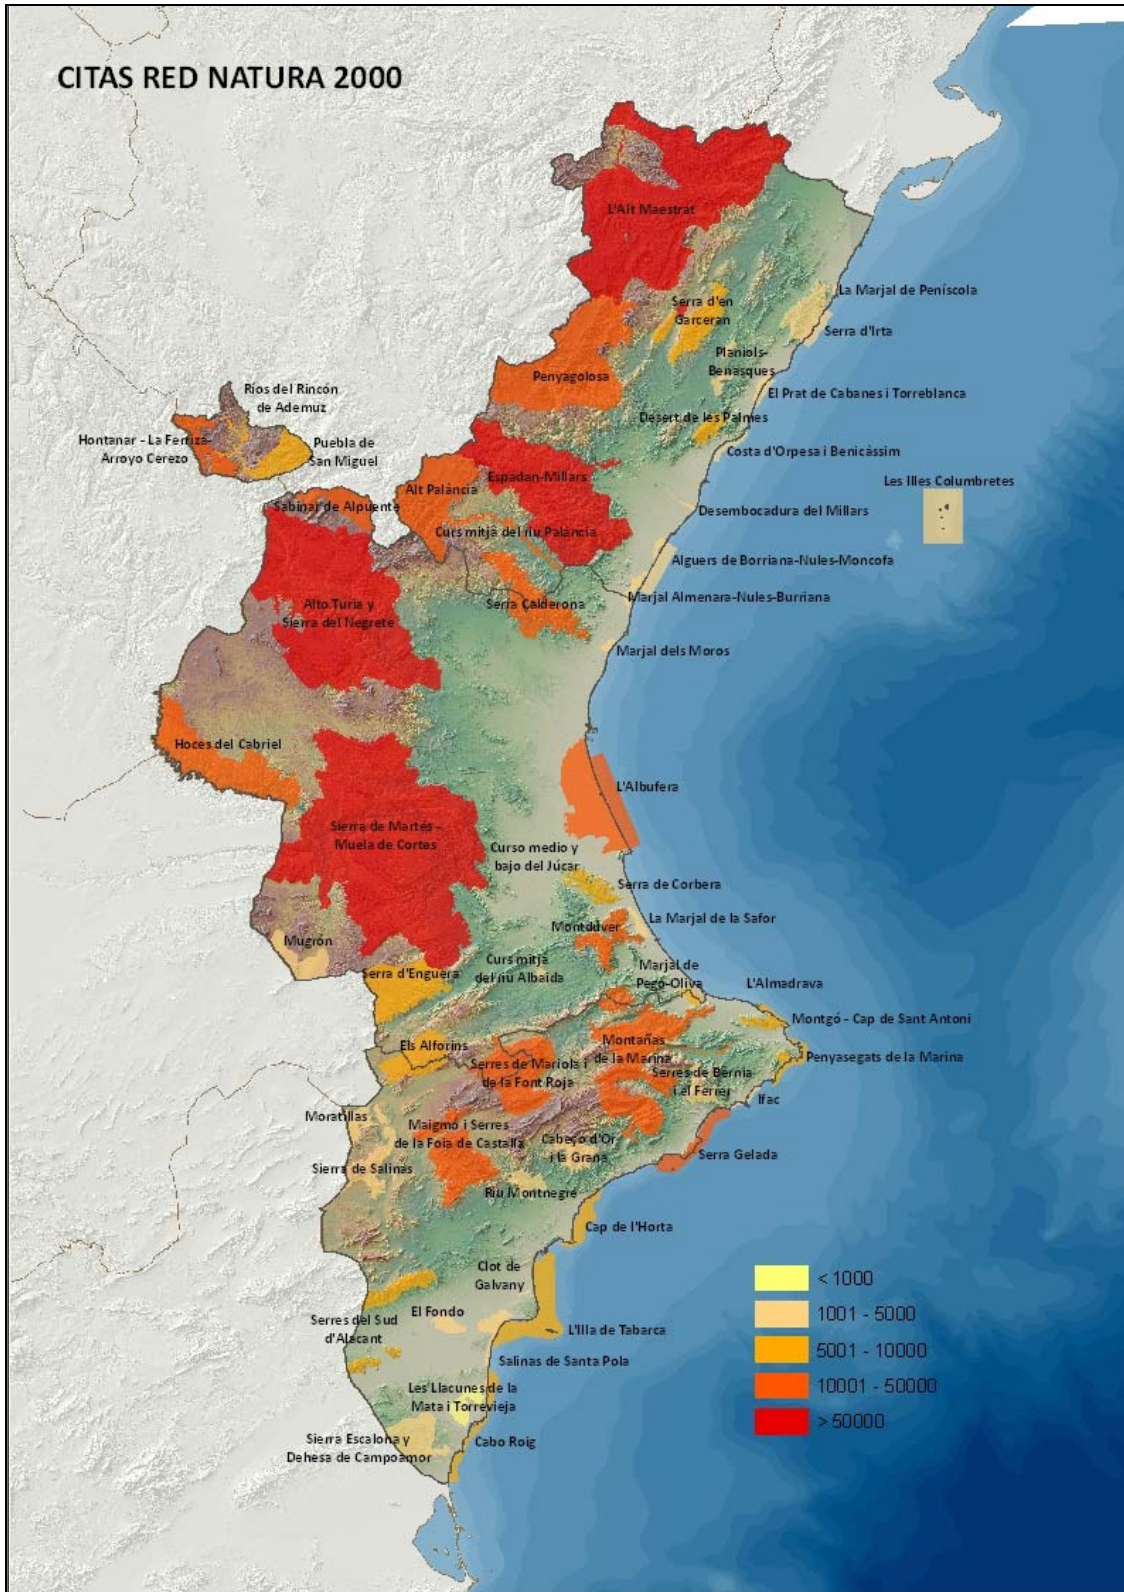 CITAS RED NATURA 2000
L'Alt Maestrat
La Marjal de Peníscola
Serra d'en
Garceran
Serra d'Irta
Planiols-
Benasques
Penyagolosa
Ríos del Rincón
de Ademuz
El Prat de Cabanes i Torreblanca
Desert de les Palmes
Hontanar - La Ferriza-
Arroyo Cerezo
Puebla de
San Miguel
Costa d'Orpesa i Benicàssim
Espadan-Millars
Les Illes Columbretes
Alt Palància
Sabinar de Alpuente
Desembocadura del Millars
Curs mitjà del riu Palància
Alguers de Borriana-Nules-Moncofa
Marjal Almenara-Nules-Burriana
Alto Turia y
Sierra del Negrete
Serra Calderona
Marjal dels Moros
Hoces del Cabriel
L'Albufera
Sierra de Martés -
Muela de Cortes
Curso medio y
bajo del Júcar
Serra de Corbera
La Marjal de la Safor
Montdúver
Mugrón
Curs mitjà
del riu Albaida
Serra d'Enguera
Marjal de
Pego-Oliva
L'Almadrava
Montgó - Cap de Sant Antoni
Els Alforins
Montañas
de la Marina
Penyasegats de la Marina
Serres de Mariola i
de la Font Roja
Serres de Bèrnia
i el Ferrer
Ifac
Moratillas
Maigmó i Serres
de la Foia de Castalla
Cabeço d'Or
i la Grana
Serra Gelada
Sierra de Salinas
Riu Montnegre
Cap de l'Horta
Clot de
Galvany
El Fondo
Serres del Sud
d'Alacant
L'Illa de Tabarca
Salinas de Santa Pola
Les Llacunes de la
Mata i Torrevieja
Sierra Escalona y
Dehesa de Campoamor
Cabo Roig
< 1000
1001 - 5000
5001 - 10000
10001 - 50000
> 50000